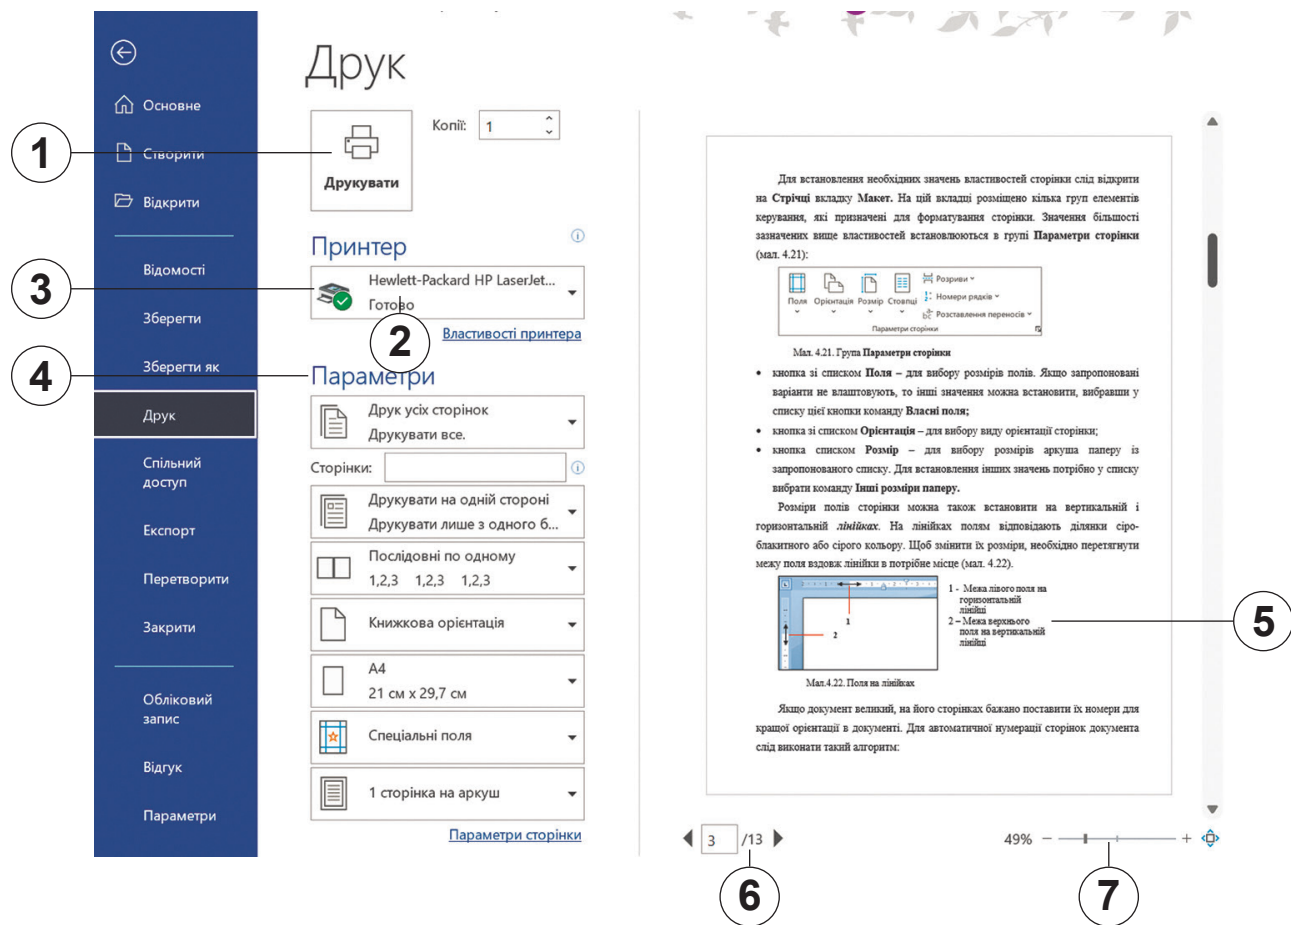 Друк
Основне
Створити
Відкрити
Відомості
Зберегти
Зберегти як
Друк
Спільний
доступ
Експорт
Перетворити
Закрити
Обліковий
запис
Відгук
Параметри
Копії: 1
Друкувати
Принтер
Hewlett-Packard HP LaserJet...
Готово
Властивості принтера
Параметри
Друк усіх сторінок
Друкувати все.
Сторінки:
Друкувати на одній стороні
Друкувати лише з одного б...
Послідовні по одному
1,2,3 1,2,3 1,2,3
Книжкова орієнтація
A4
21 см x 29,7 см
Спеціальні поля
1 сторінка на аркуш
Параметри сторінки
Для встановлення необхідних значень властивостей сторінки слід відкрити
на Стрічці вкладку Макет. На цій вкладці розміщено кілька груп елементів
керування, які призначені для форматування сторінки. Значення більшості
зазначених вище властивостей встановлюються в групі Параметри сторінки
(мал. 4.21):
Поля Орієнтація Розмір Стовпці
Розриви
Номери рядків
Розставлення переносів
Параметри сторінки
Мал. 4.21. Група Параметри сторінки
• кнопка зі списком Поля – для вибору розмірів полів. Якщо запропоновані
варіанти не влаштовують, то інші значення можна встановити, вибравши у
списку цієї кнопки команду Власні поля;
• кнопка зі списком Орієнтація – для вибору виду орієнтації сторінки;
• кнопка списком Розмір – для вибору розмірів аркуша паперу із
запропонованого списку. Для встановлення інших значень потрібно у списку
вибрати команду Інші розміри паперу.
Розміри полів сторінки можна також встановити на вертикальній і
горизонтальній лінійках. На лінійках полям відповідають ділянки сіро-
блакитного або сірого кольору. Щоб змінити їх розміри, необхідно перетягнути
межу поля вздовж лінійки в потрібне місце (мал. 4.22).
1
2
1 - Межа лівого поля на
горизонтальній
лінійці
2 – Межа верхнього
поля на вертикальній
лінійці
Мал.4.22. Поля на лінійках
Якщо документ великий, на його сторінках бажано поставити їх номери для
кращої орієнтації в документі. Для автоматичної нумерації сторінок документа
слід виконати такий алгоритм:
3 /13
49% − +
1
2
3
4
5
6
7